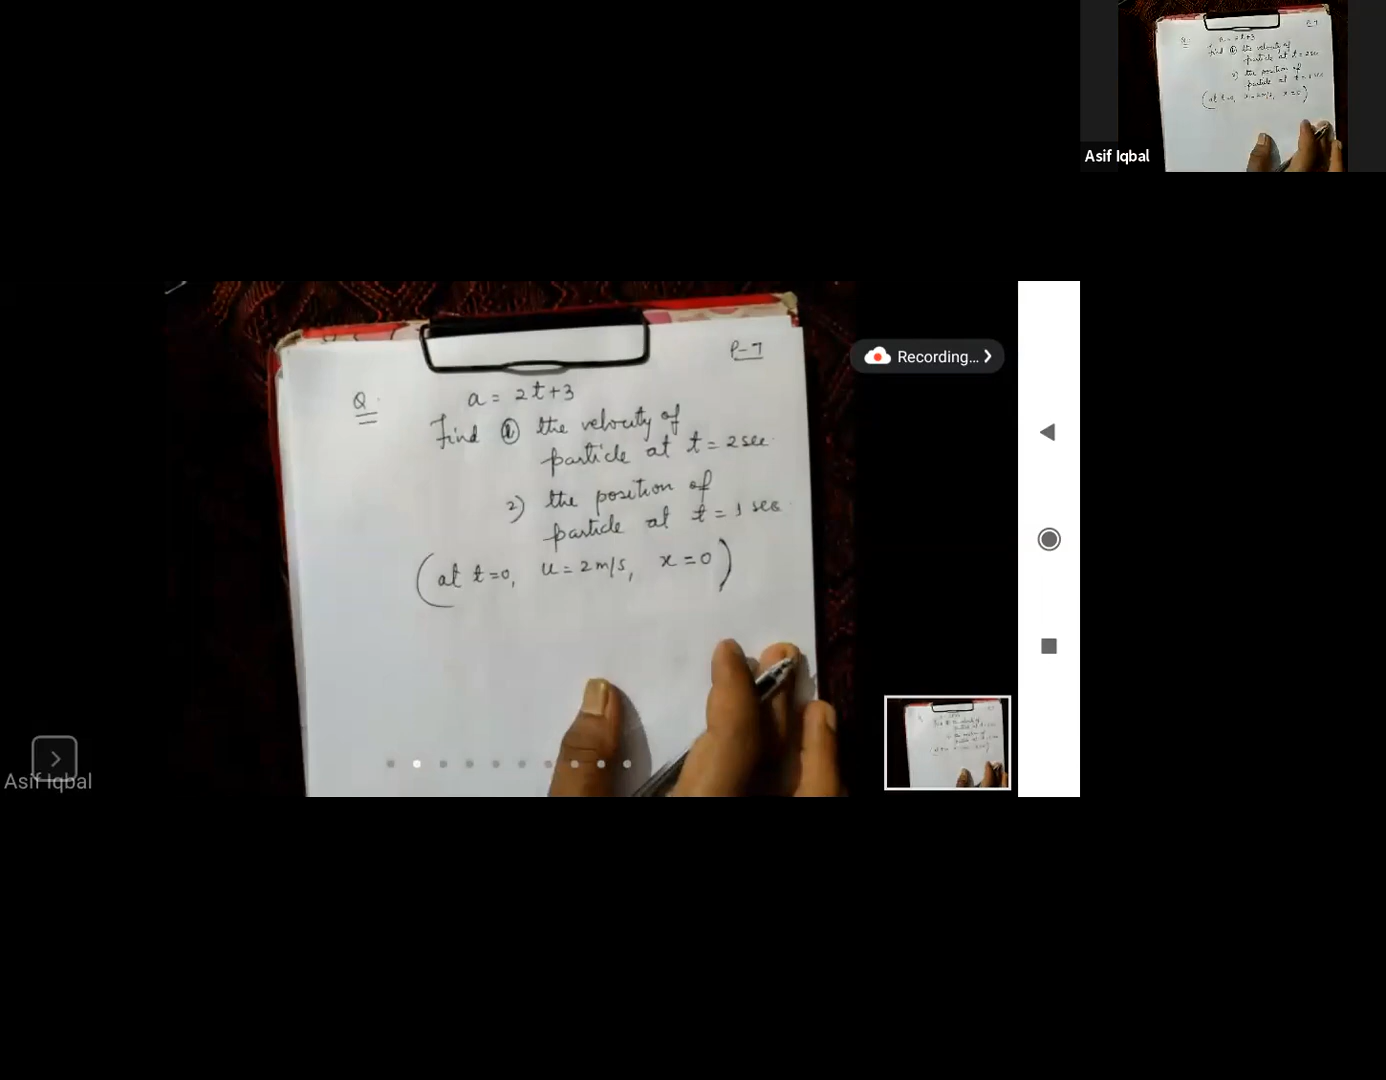 Asif Iqbal
P-7
Q.
a = 2t+3
Find ① the velocity of
particle at t = 2 sec.
2) the position of
particle at t = 1 sec.
(at t=0, u = 2 m/s, x = 0)
Recording...
Asif Iqbal